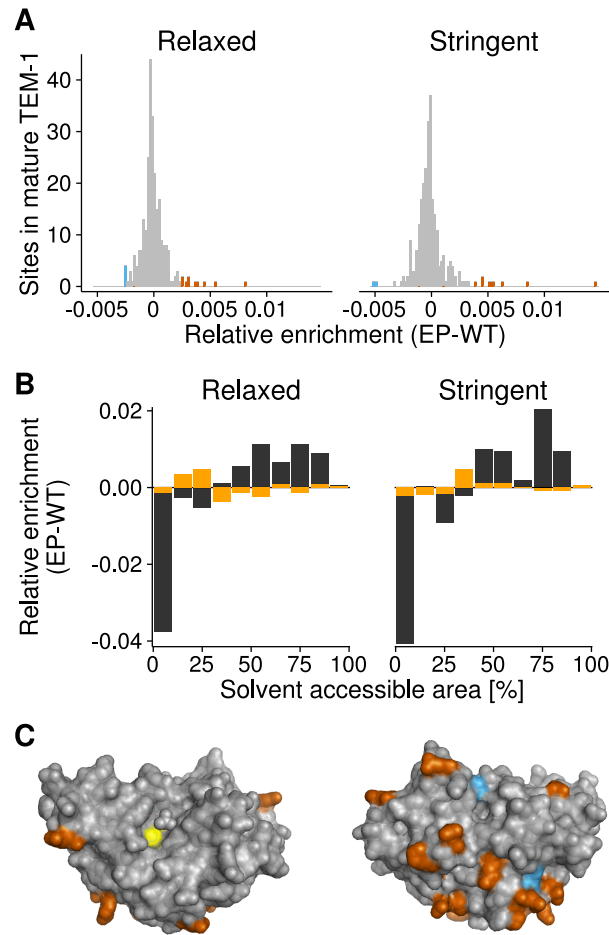 A
Relaxed
Stringent
Sites in mature TEM-1
40
30
20
10
0
-0.005
0
0.005
0.01
-0.005
0
0.005
0.01
Relative enrichment (EP-WT)
B
Relaxed
Stringent
Relative enrichment
(EP-WT)
0.02
0.00
-0.02
-0.04
0
25
50
75
100
0
25
50
75
100
Solvent accessible area [%]
C